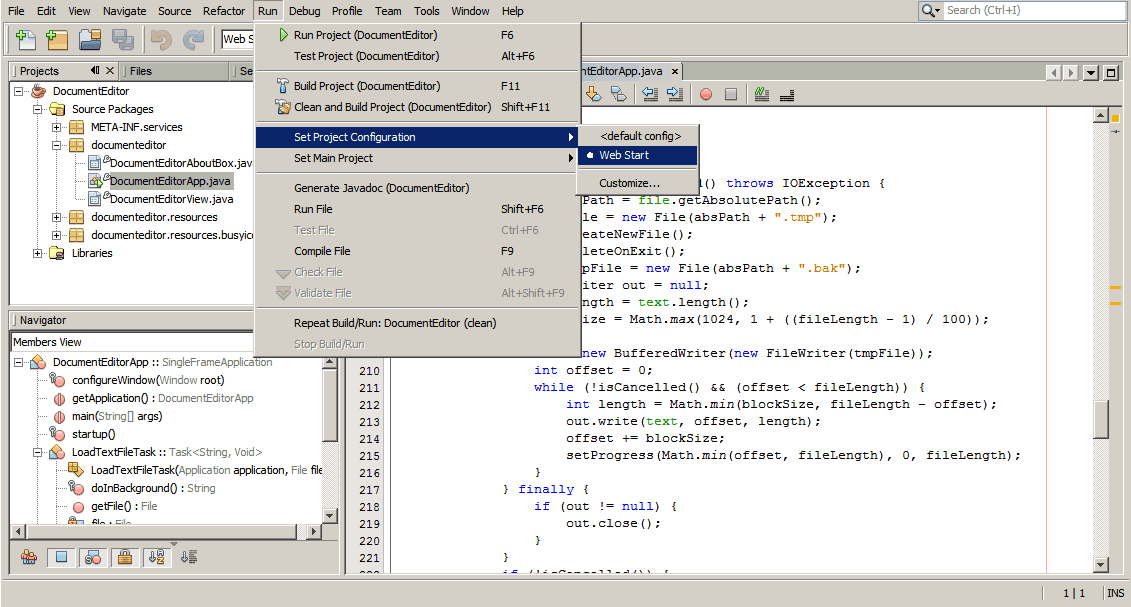 File Edit View Navigate Source Refactor Run Debug Profile Team Tools Window Help
Search (Ctrl+I)
Web S
Projects Files Se
DocumentEditor
Source Packages
META-INF.services
documenteditor
DocumentEditorAboutBox.jav
DocumentEditorApp.java
DocumentEditorView.java
documenteditor.resources
documenteditor.resources.busyic
Libraries
Run Project (DocumentEditor) F6
Test Project (DocumentEditor) Alt+F6
Build Project (DocumentEditor) F11
Clean and Build Project (DocumentEditor) Shift+F11
Set Project Configuration
Set Main Project
Generate Javadoc (DocumentEditor)
Run File Shift+F6
Test File Ctrl+F6
Compile File F9
Check File Alt+F9
Validate File Alt+Shift+F9
Repeat Build/Run: DocumentEditor (clean)
Stop Build/Run
<default config>
Web Start
Customize...
Navigator
Members View
DocumentEditorApp :: SingleFrameApplication
configureWindow(Window root)
getApplication() : DocumentEditorApp
main(String[] args)
startup()
LoadTextFileTask :: Task<String, Void>
LoadTextFileTask(Application application, File file
doInBackground() : String
getFile() : File
file : File
ntEditorApp.java
d() throws IOException {
Path = file.getAbsolutePath();
le = new File(absPath + ".tmp");
eateNewFile();
leteOnExit();
mpFile = new File(absPath + ".bak");
iter out = null;
ngth = text.length();
ize = Math.max(1024, 1 + ((fileLength - 1) / 100));
new BufferedWriter(new FileWriter(tmpFile));
210 int offset = 0;
211 while (!isCancelled() && (offset < fileLength)) {
212 int length = Math.min(blockSize, fileLength - offset);
213 out.write(text, offset, length);
214 offset += blockSize;
215 setProgress(Math.min(offset, fileLength), 0, fileLength);
216 }
217 } finally {
218 if (out != null) {
219 out.close();
220 }
221 }
222 if (!isCancelled()) {
1 | 1 INS